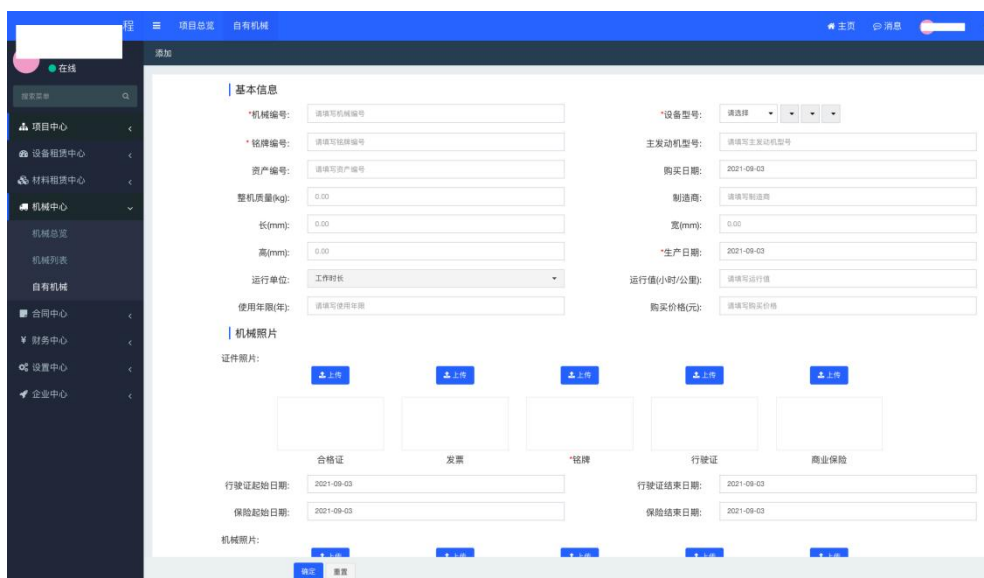 程 项目总览 自有机械 主页 消息
在线
添加
搜索菜单
项目中心
设备租赁中心
材料租赁中心
机械中心
机械总览
机械列表
自有机械
合同中心
财务中心
设置中心
企业中心
基本信息
*机械编号: 请填写机械编号 *设备型号: 请选择
* 铭牌编号: 请填写铭牌编号 主发动机型号: 请填写主发动机型号
资产编号: 请填写资产编号 购买日期: 2021-09-03
整机质量(kg): 0.00 制造商: 请填写制造商
长(mm): 0.00 宽(mm): 0.00
高(mm): 0.00 *生产日期: 2021-09-03
运行单位: 工作时长 运行值(小时/公里): 请填写运行值
使用年限(年): 请填写使用年限 购买价格(元): 请填写购买价格
机械照片
证件照片:
上传 上传 上传 上传 上传
合格证 发票 *铭牌 行驶证 商业保险
行驶证起始日期: 2021-09-03 行驶证结束日期: 2021-09-03
保险起始日期: 2021-09-03 保险结束日期: 2021-09-03
机械照片:
上传 上传 上传 上传 上传
确定 重置